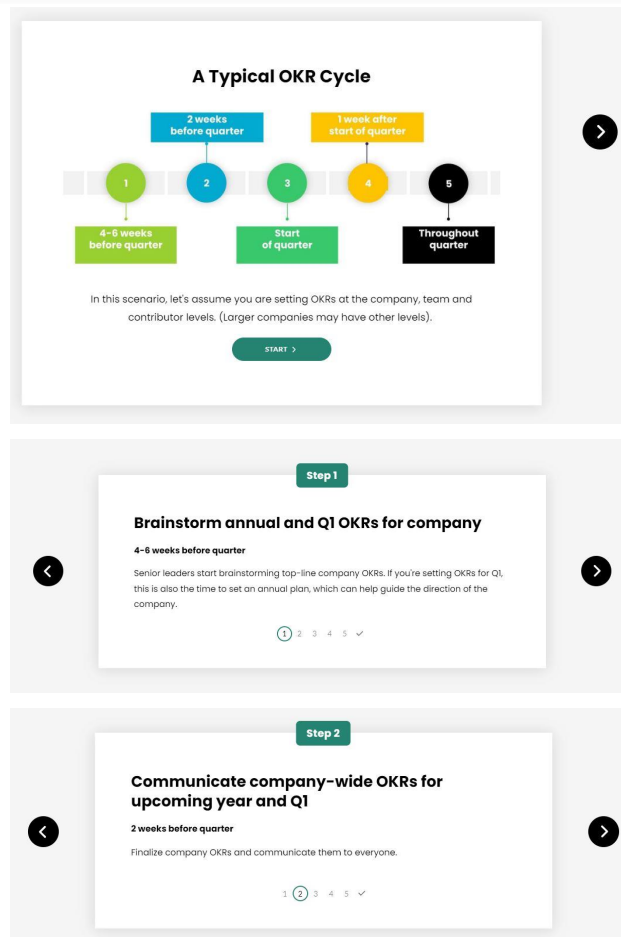 A Typical OKR Cycle
2 weeks
before quarter
1 week after
start of quarter
1
2
3
4
5
4-6 weeks
before quarter
Start
of quarter
Throughout
quarter
In this scenario, let's assume you are setting OKRs at the company, team and
contributor levels. (Larger companies may have other levels).
START >
Step 1
Brainstorm annual and Q1 OKRs for company
4-6 weeks before quarter
Senior leaders start brainstorming top-line company OKRs. If you're setting OKRs for Q1,
this is also the time to set an annual plan, which can help guide the direction of the
company.
1 2 3 4 5 ✓
Step 2
Communicate company-wide OKRs for
upcoming year and Q1
2 weeks before quarter
Finalize company OKRs and communicate them to everyone.
1 2 3 4 5 ✓